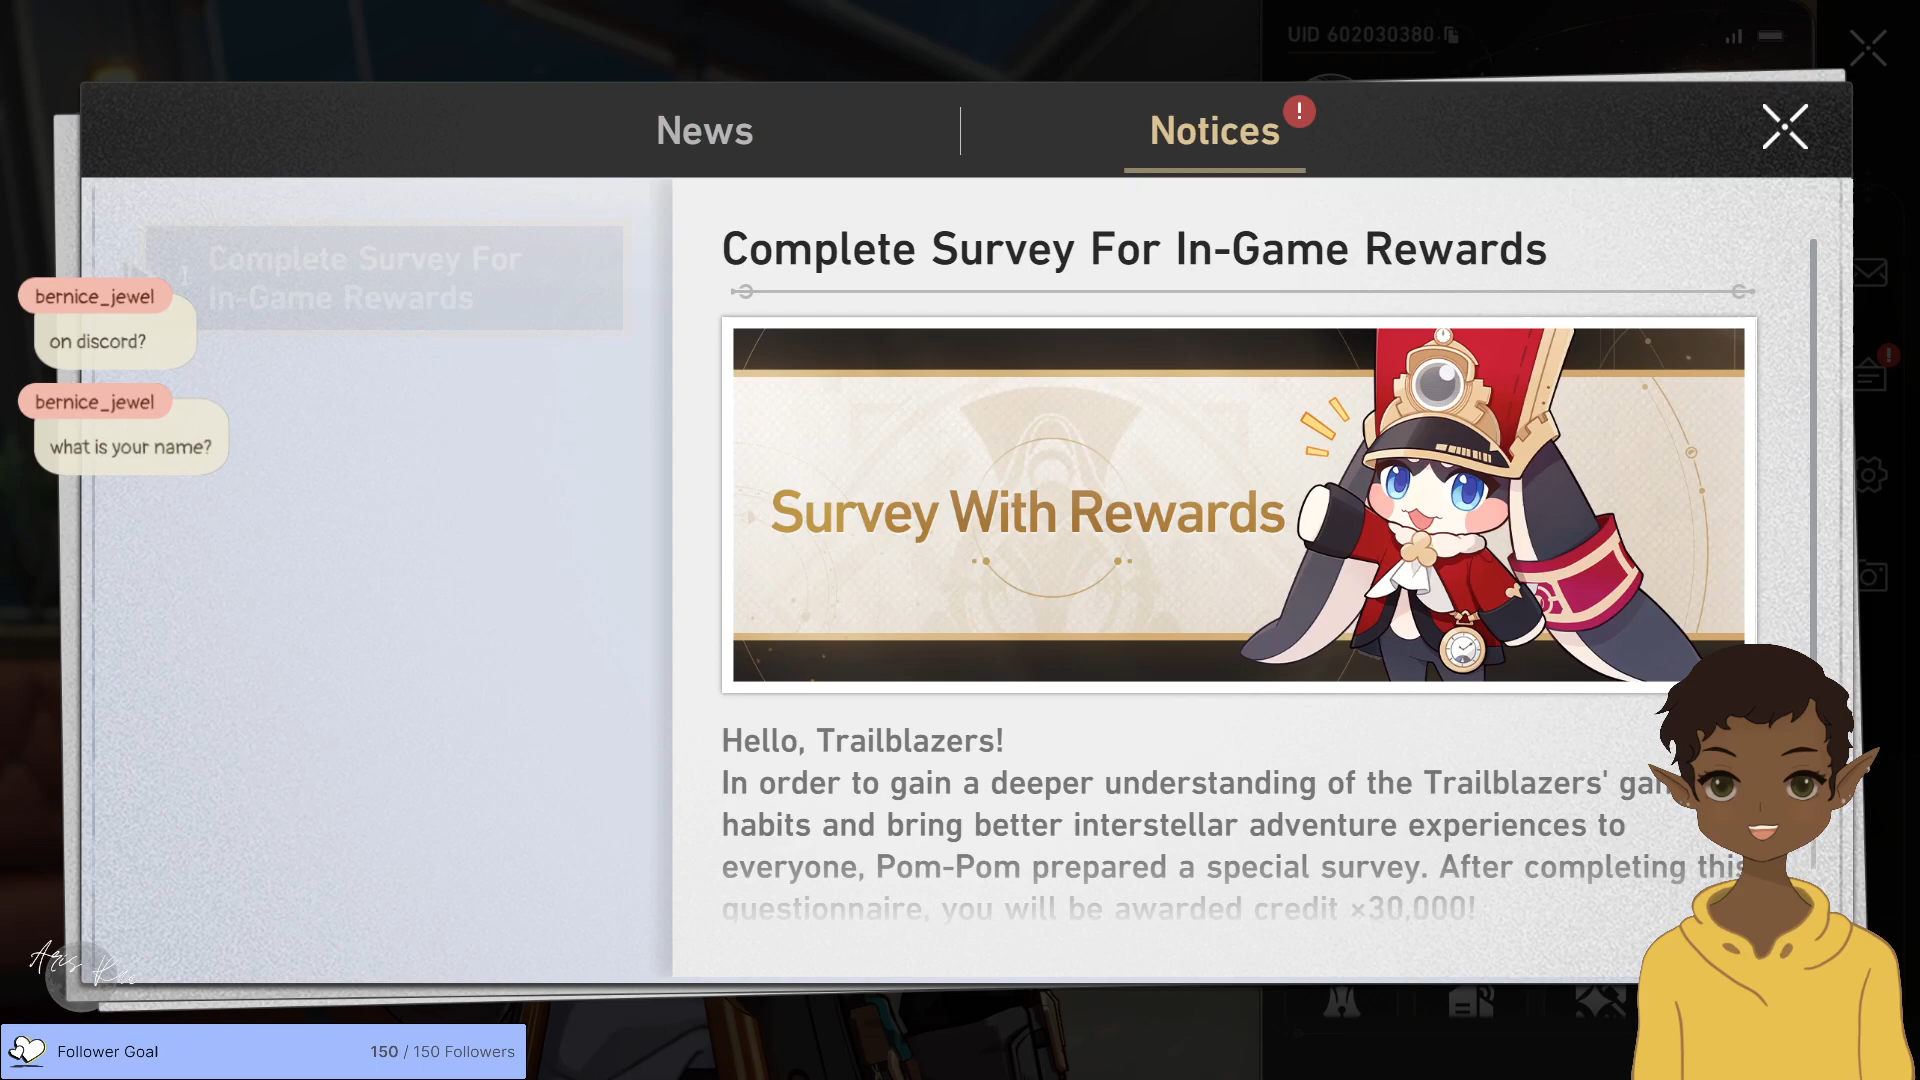 UID 602030380
News
Notices
Complete Survey For
In-Game Rewards
bernice_jewel
on discord?
bernice_jewel
what is your name?
Complete Survey For In-Game Rewards
Survey With Rewards
Hello, Trailblazers!
In order to gain a deeper understanding of the Trailblazers'
habits and bring better interstellar adventure experiences to
everyone, Pom-Pom prepared a special survey. After completing this
questionnaire, you will be awarded credit ×30,000!
Follower Goal
150 / 150 Followers